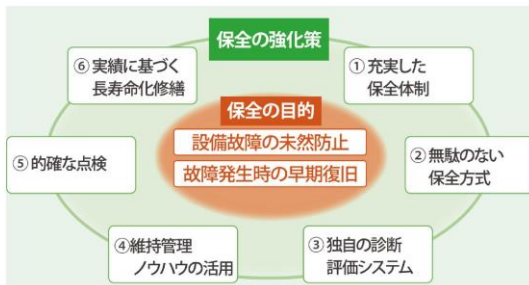 保全の強化策
保全の目的
設備故障の未然防止
故障発生時の早期復旧
① 充実した
保全体制
② 無駄のない
保全方式
③ 独自の診断
評価システム
④ 維持管理
ノウハウの活用
⑤ 的確な点検
⑥ 実績に基づく
長寿命化修繕